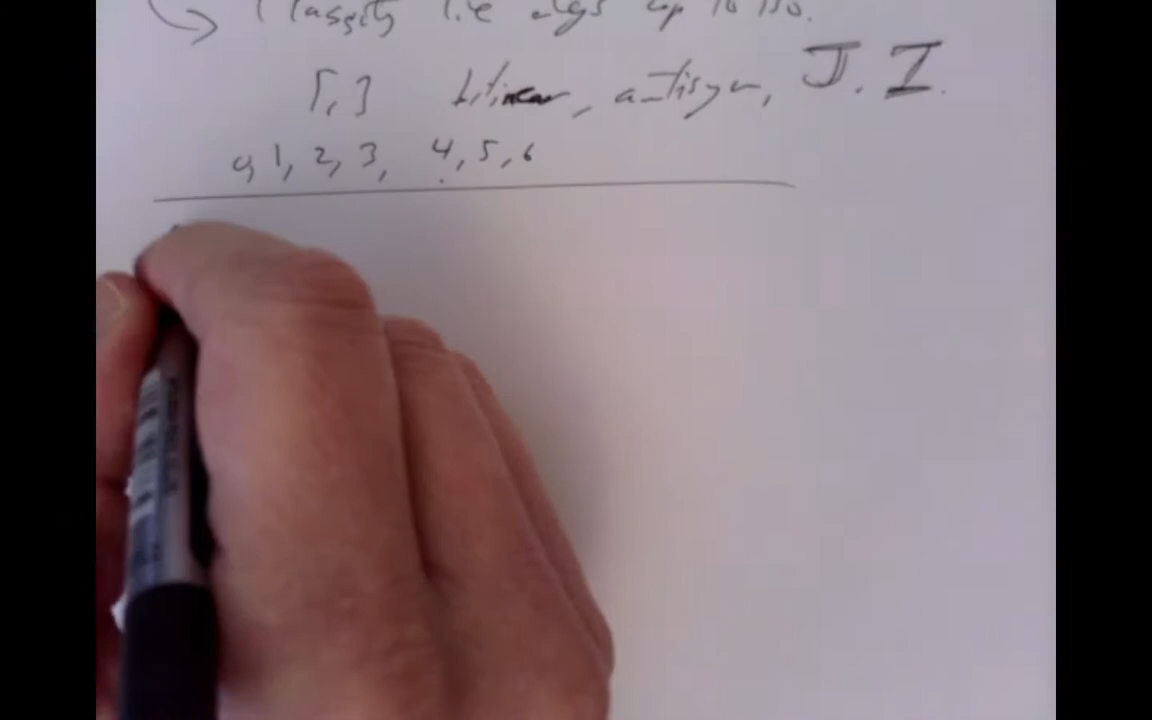 ↳ Classify Lie algs up to iso.
[,] bilinear, antisym, J.I.
0, 1, 2, 3, 4, 5, 6